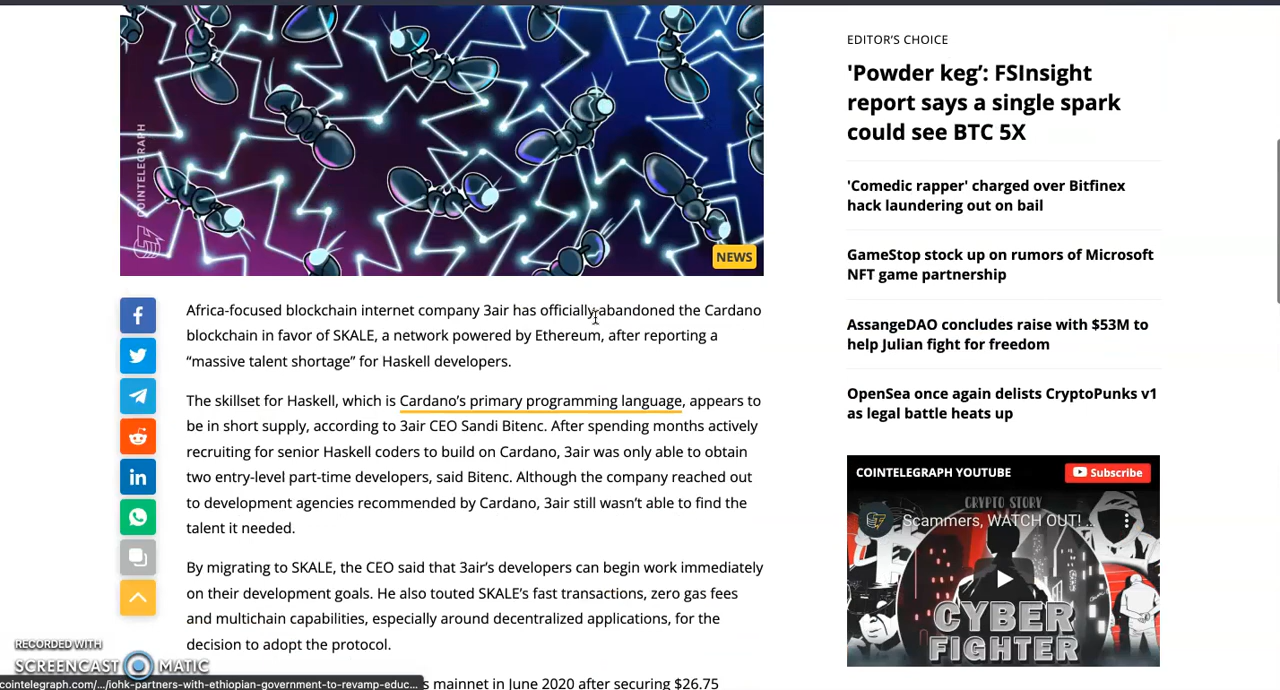 COINTELEGRAPH
NEWS
Africa-focused blockchain internet company 3air has officially abandoned the Cardano
blockchain in favor of SKALE, a network powered by Ethereum, after reporting a
“massive talent shortage” for Haskell developers.
The skillset for Haskell, which is Cardano’s primary programming language, appears to
be in short supply, according to 3air CEO Sandi Bitenc. After spending months actively
recruiting for senior Haskell coders to build on Cardano, 3air was only able to obtain
two entry-level part-time developers, said Bitenc. Although the company reached out
to development agencies recommended by Cardano, 3air still wasn’t able to find the
talent it needed.
By migrating to SKALE, the CEO said that 3air’s developers can begin work immediately
on their development goals. He also touted SKALE’s fast transactions, zero gas fees
and multichain capabilities, especially around decentralized applications, for the
decision to adopt the protocol.
s mainnet in June 2020 after securing $26.75
RECORDED WITH
SCREENCAST MATIC
cointelegraph.com/.../iohk-partners-with-ethiopian-government-to-revamp-educ...
EDITOR’S CHOICE
'Powder keg’: FSInsight
report says a single spark
could see BTC 5X
'Comedic rapper' charged over Bitfinex
hack laundering out on bail
GameStop stock up on rumors of Microsoft
NFT game partnership
AssangeDAO concludes raise with $53M to
help Julian fight for freedom
OpenSea once again delists CryptoPunks v1
as legal battle heats up
COINTELEGRAPH YOUTUBE
Subscribe
CRYPTO STORY
Scammers, WATCH OUT! ...
CYBER
FIGHTER